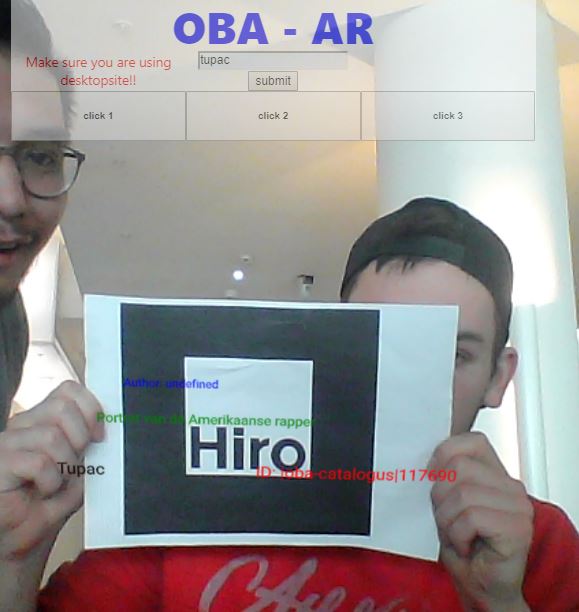 OBA - AR
Make sure you are using
desktopsite!!
tupac
submit
click 1
click 2
click 3
Author: undefined
Portret van de Amerikaanse rapper
Hiro
Tupac
ID: |oba-catalogus|117690